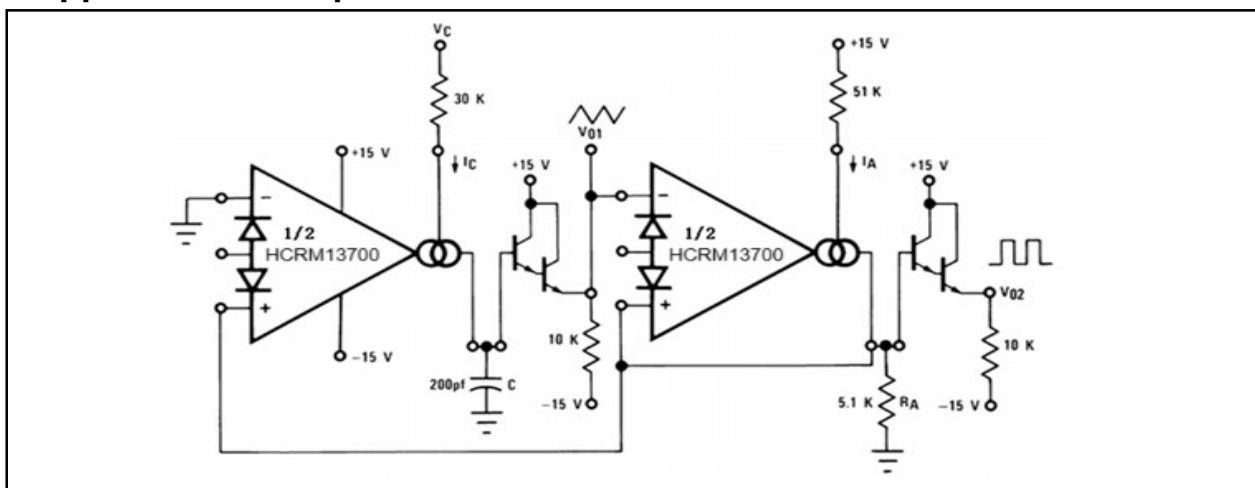 VC
30 K
IC
+15 V
-
1/2
HCRM13700
+
-15 V
200pf
C
+15 V
10 K
-15 V
V01
-
1/2
HCRM13700
+
+15 V
51 K
IA
+15 V
V02
10 K
-15 V
5.1 K
RA